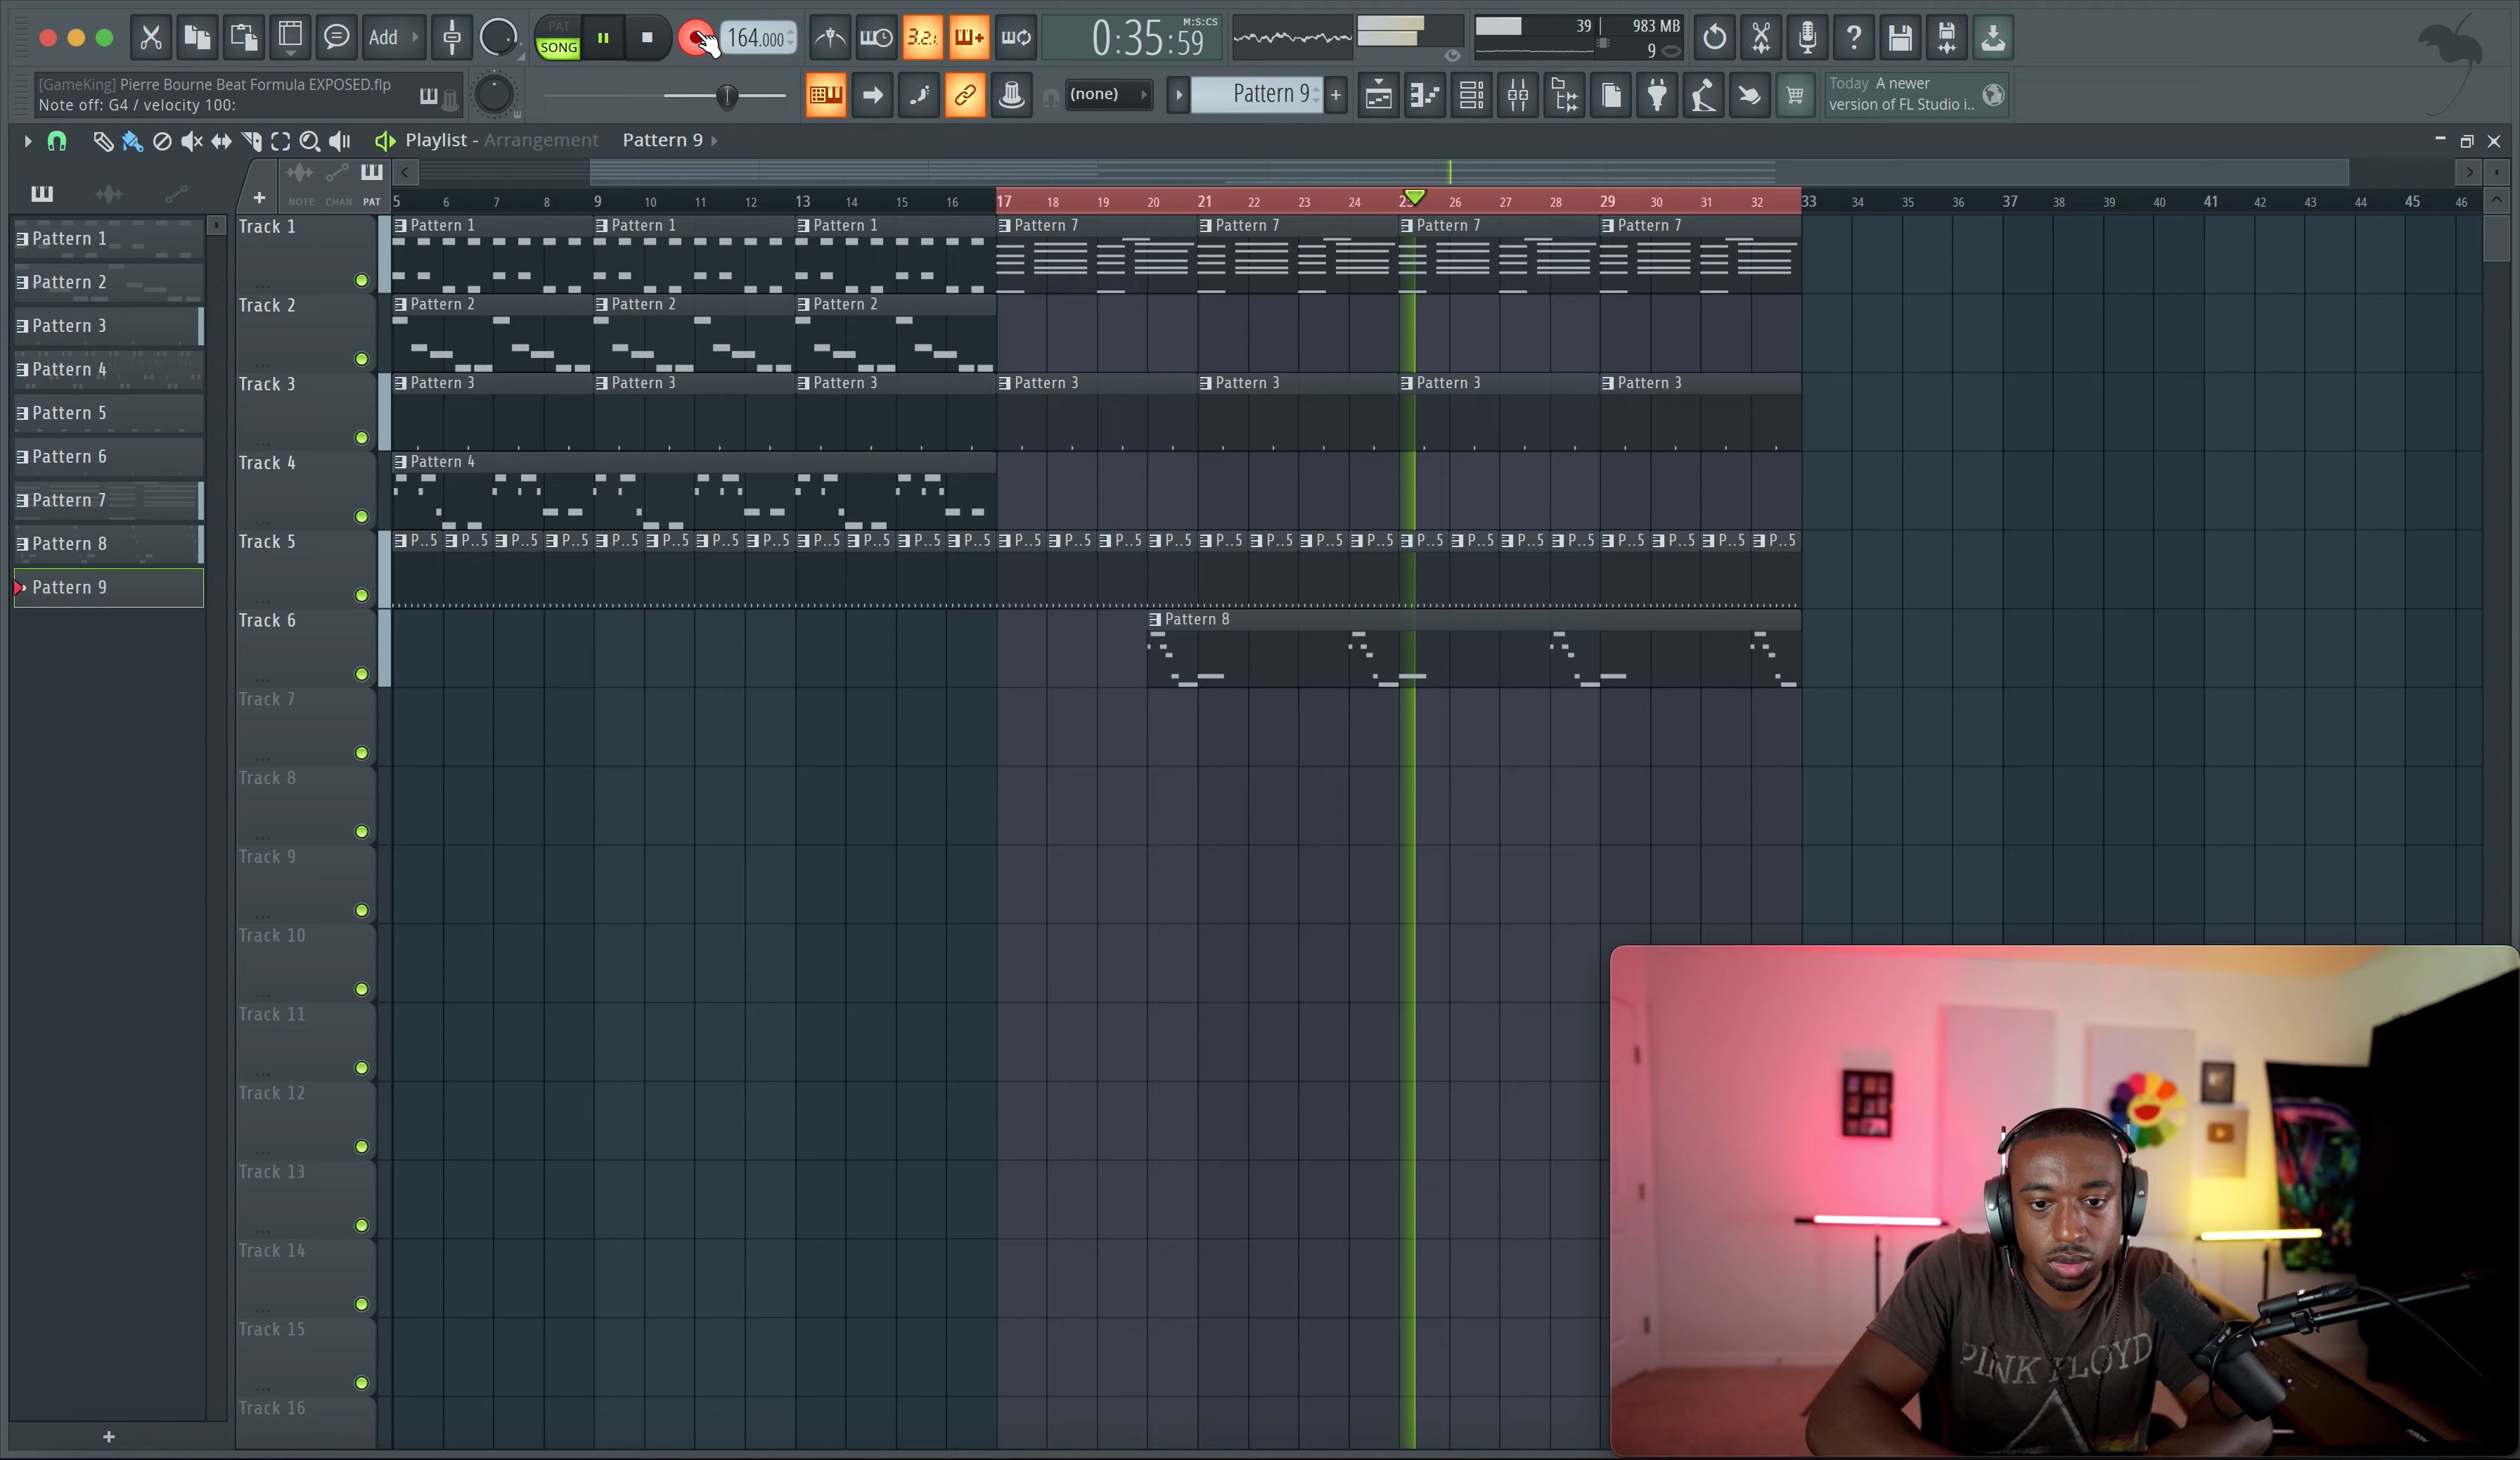 PAT
SONG
Add
164.000
3.2.1
M:S:CS
0:35:59
39
983 MB
9
[GameKing] Pierre Bourne Beat Formula EXPOSED.flp
Note off: G4 / velocity 100:
(none)
Pattern 9
Today A newer
version of FL Studio i..
Playlist - Arrangement Pattern 9
NOTE CHAN PAT
5 6 7 8 9 10 11 12 13 14 15 16 17 18 19 20 21 22 23 24 25 26 27 28 29 30 31 32 33 34 35 36 37 38 39 40 41 42 43 44 45 46
Pattern 1
Pattern 2
Pattern 3
Pattern 4
Pattern 5
Pattern 6
Pattern 7
Pattern 8
Pattern 9
Track 1
Pattern 1 Pattern 1 Pattern 1 Pattern 7 Pattern 7 Pattern 7 Pattern 7
Track 2
Pattern 2 Pattern 2 Pattern 2
Track 3
Pattern 3 Pattern 3 Pattern 3 Pattern 3 Pattern 3 Pattern 3 Pattern 3
Track 4
Pattern 4
Track 5
P..5 P..5 P..5 P..5 P..5 P..5 P..5 P..5 P..5 P..5 P..5 P..5 P..5 P..5 P..5 P..5 P..5 P..5 P..5 P..5 P..5 P..5 P..5 P..5 P..5 P..5 P..5 P..5
Track 6
Pattern 8
Track 7
Track 8
Track 9
Track 10
Track 11
Track 12
Track 13
Track 14
Track 15
Track 16
PINK FLOYD